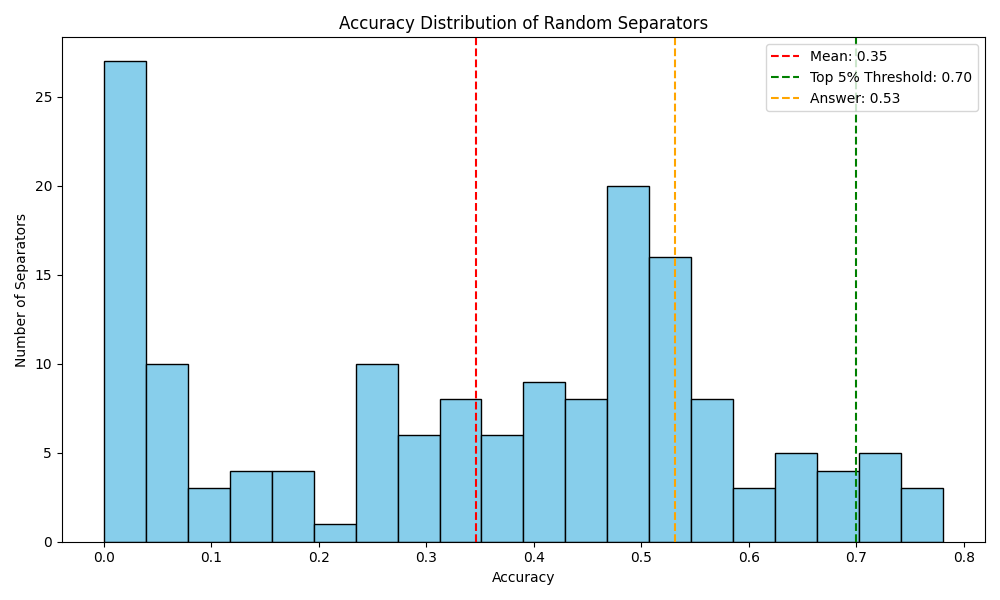 Accuracy Distribution of Random Separators
Mean: 0.35
Top 5% Threshold: 0.70
Answer: 0.53
Number of Separators
25
20
15
10
5
0
0.0 0.1 0.2 0.3 0.4 0.5 0.6 0.7 0.8
Accuracy